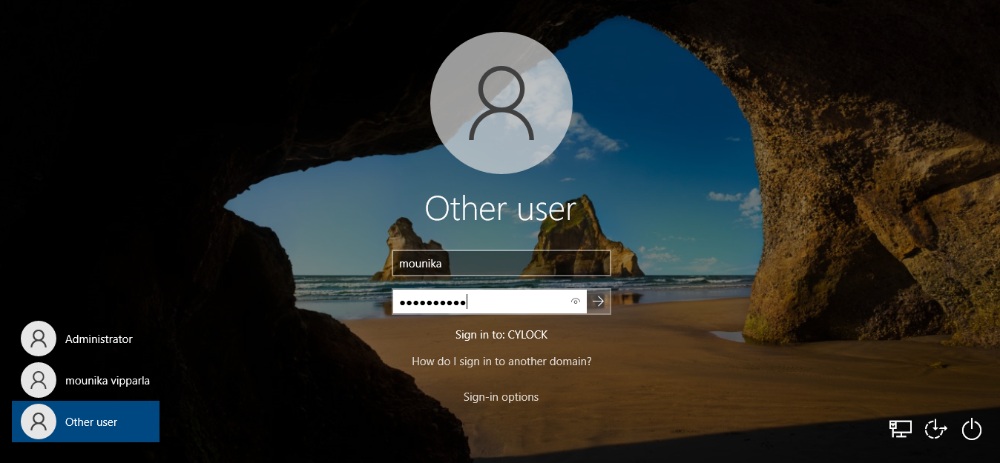 Other user
mounika
Sign in to: CYLOCK
How do I sign in to another domain?
Sign-in options
Administrator
mounika vipparla
Other user